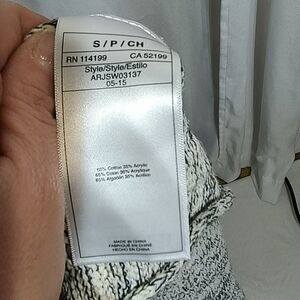 S / P / CH
RN 114199 CA 52199
Style/Style/Estilo
ARJSW03137
05-15
65% Cotton 35% Acrylic
65% Coton 35% Acrylique
65% Algodón 35% Acrílico
MADE IN CHINA
FABRIQUÉ EN CHINE
HECHO EN CHINA